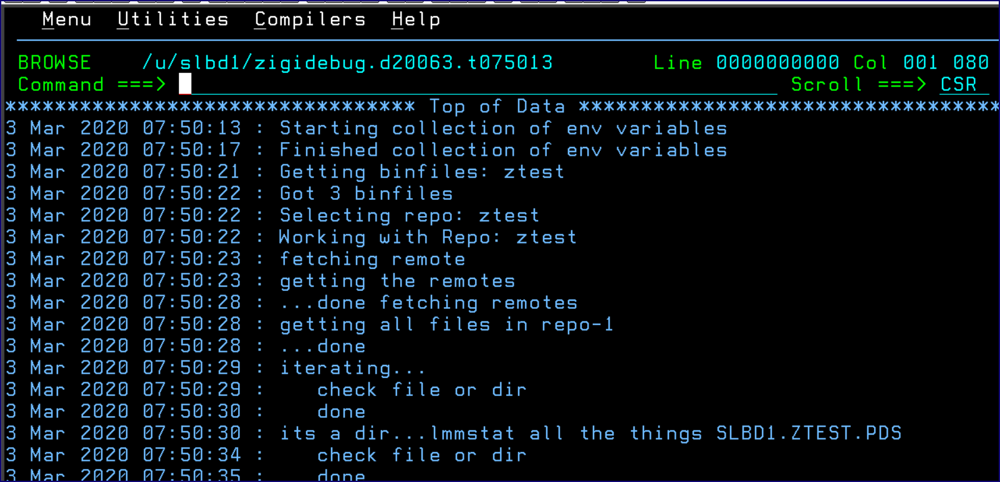 Menu Utilities Compilers Help
BROWSE /u/slbd1/zigidebug.d20063.t075013 Line 0000000000 Col 001 080
Command ===> Scroll ===> CSR
********************************* Top of Data **********************************
3 Mar 2020 07:50:13 : Starting collection of env variables
3 Mar 2020 07:50:17 : Finished collection of env variables
3 Mar 2020 07:50:21 : Getting binfiles: ztest
3 Mar 2020 07:50:22 : Got 3 binfiles
3 Mar 2020 07:50:22 : Selecting repo: ztest
3 Mar 2020 07:50:22 : Working with Repo: ztest
3 Mar 2020 07:50:23 : fetching remote
3 Mar 2020 07:50:23 : getting the remotes
3 Mar 2020 07:50:28 : ...done fetching remotes
3 Mar 2020 07:50:28 : getting all files in repo-1
3 Mar 2020 07:50:28 : ...done
3 Mar 2020 07:50:29 : iterating...
3 Mar 2020 07:50:29 :    check file or dir
3 Mar 2020 07:50:30 :    done
3 Mar 2020 07:50:30 : its a dir...lmmstat all the things SLBD1.ZTEST.PDS
3 Mar 2020 07:50:34 :    check file or dir
3 Mar 2020 07:50:35 :    done